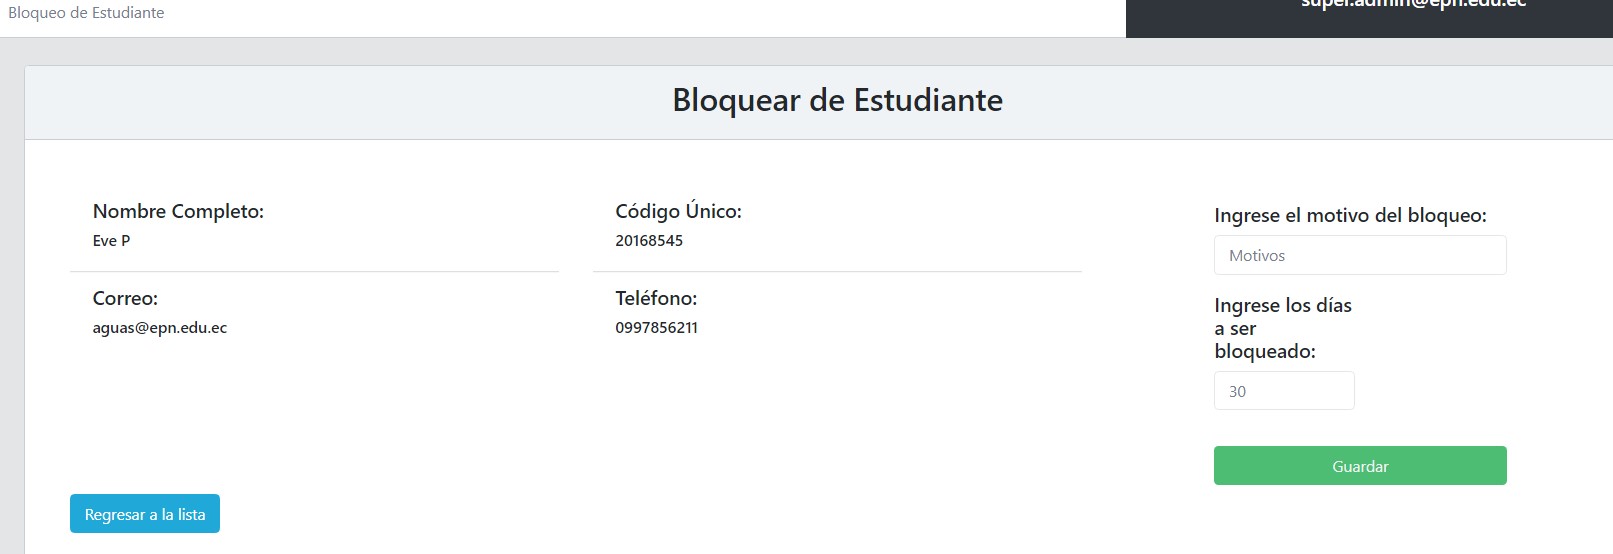 Bloqueo de Estudiante
super.admin@epn.edu.ec
Bloquear de Estudiante
Nombre Completo:
Eve P
Código Único:
20168545
Correo:
aguas@epn.edu.ec
Teléfono:
0997856211
Ingrese el motivo del bloqueo:
Motivos
Ingrese los días
a ser
bloqueado:
30
Guardar
Regresar a la lista